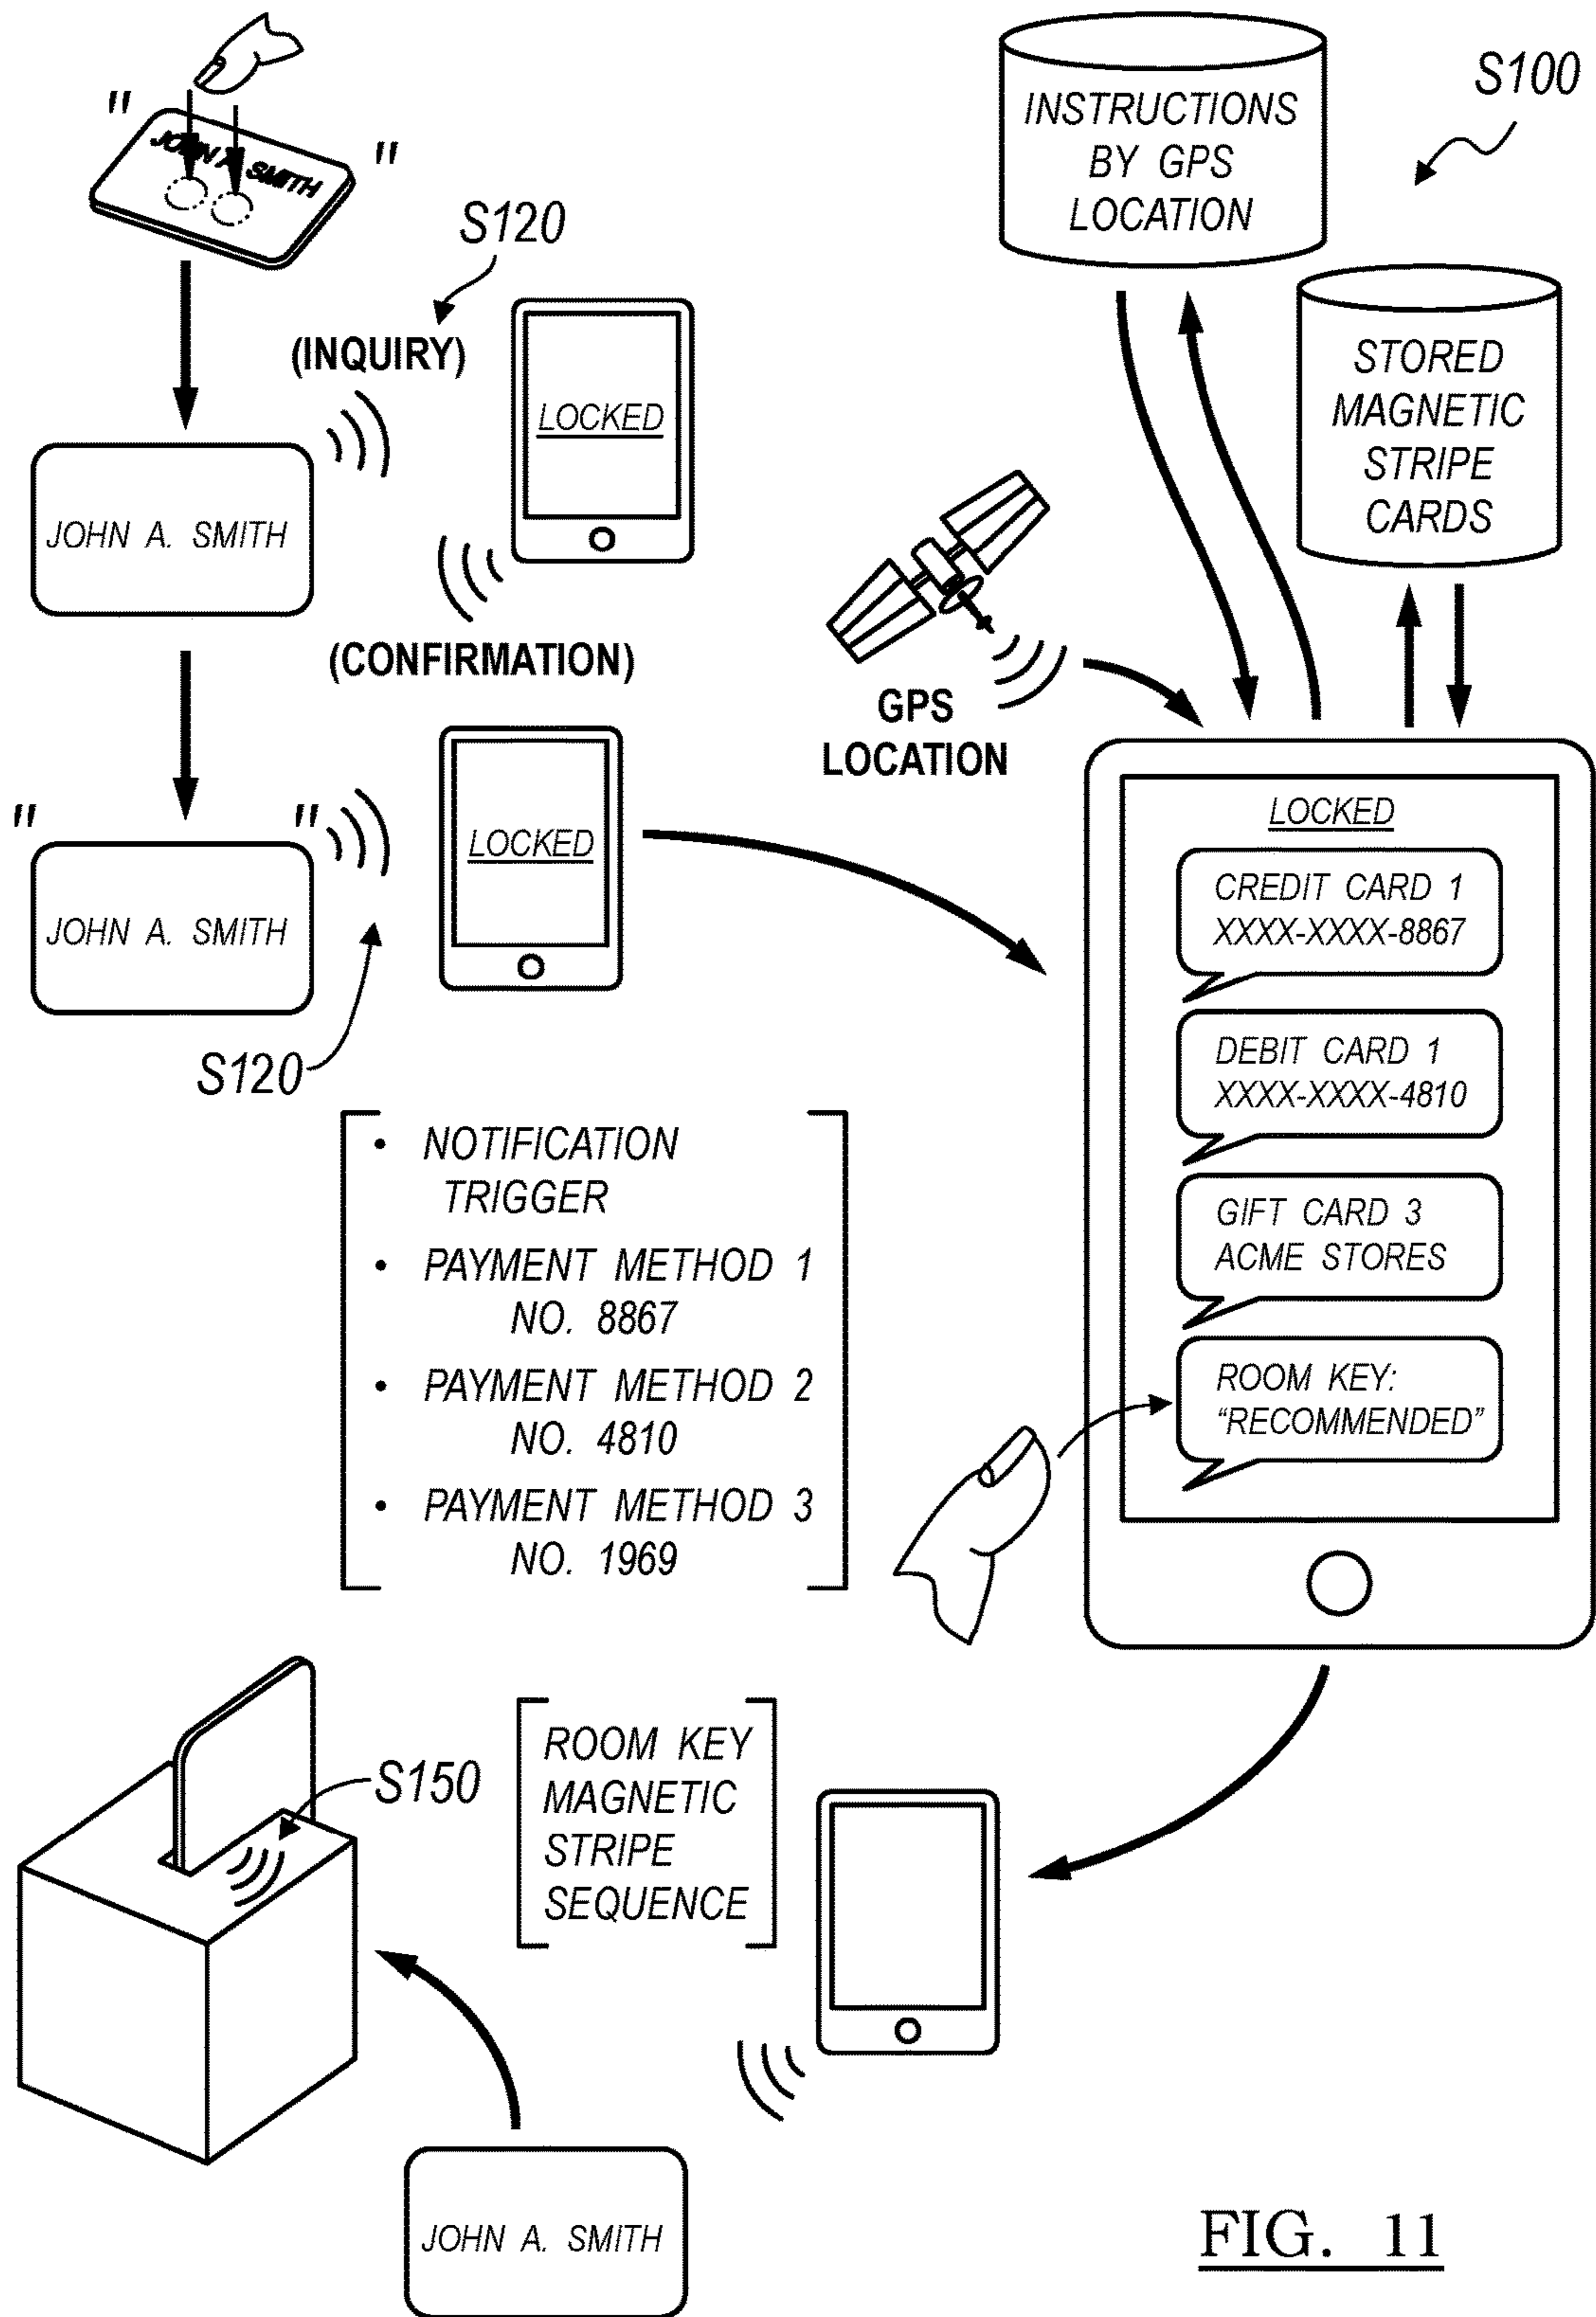 INSTRUCTIONS
BY GPS
LOCATION
S100
" JOHN A. SMITH "
S120
(INQUIRY)
LOCKED
STORED
MAGNETIC
STRIPE
CARDS
JOHN A. SMITH
(CONFIRMATION)
GPS
LOCATION
" "
JOHN A. SMITH
LOCKED
S120
LOCKED
CREDIT CARD 1
XXXX-XXXX-8867
DEBIT CARD 1
XXXX-XXXX-4810
GIFT CARD 3
ACME STORES
ROOM KEY:
“RECOMMENDED”
• NOTIFICATION
TRIGGER
• PAYMENT METHOD 1
NO. 8867
• PAYMENT METHOD 2
NO. 4810
• PAYMENT METHOD 3
NO. 1969
S150
ROOM KEY
MAGNETIC
STRIPE
SEQUENCE
JOHN A. SMITH
FIG. 11